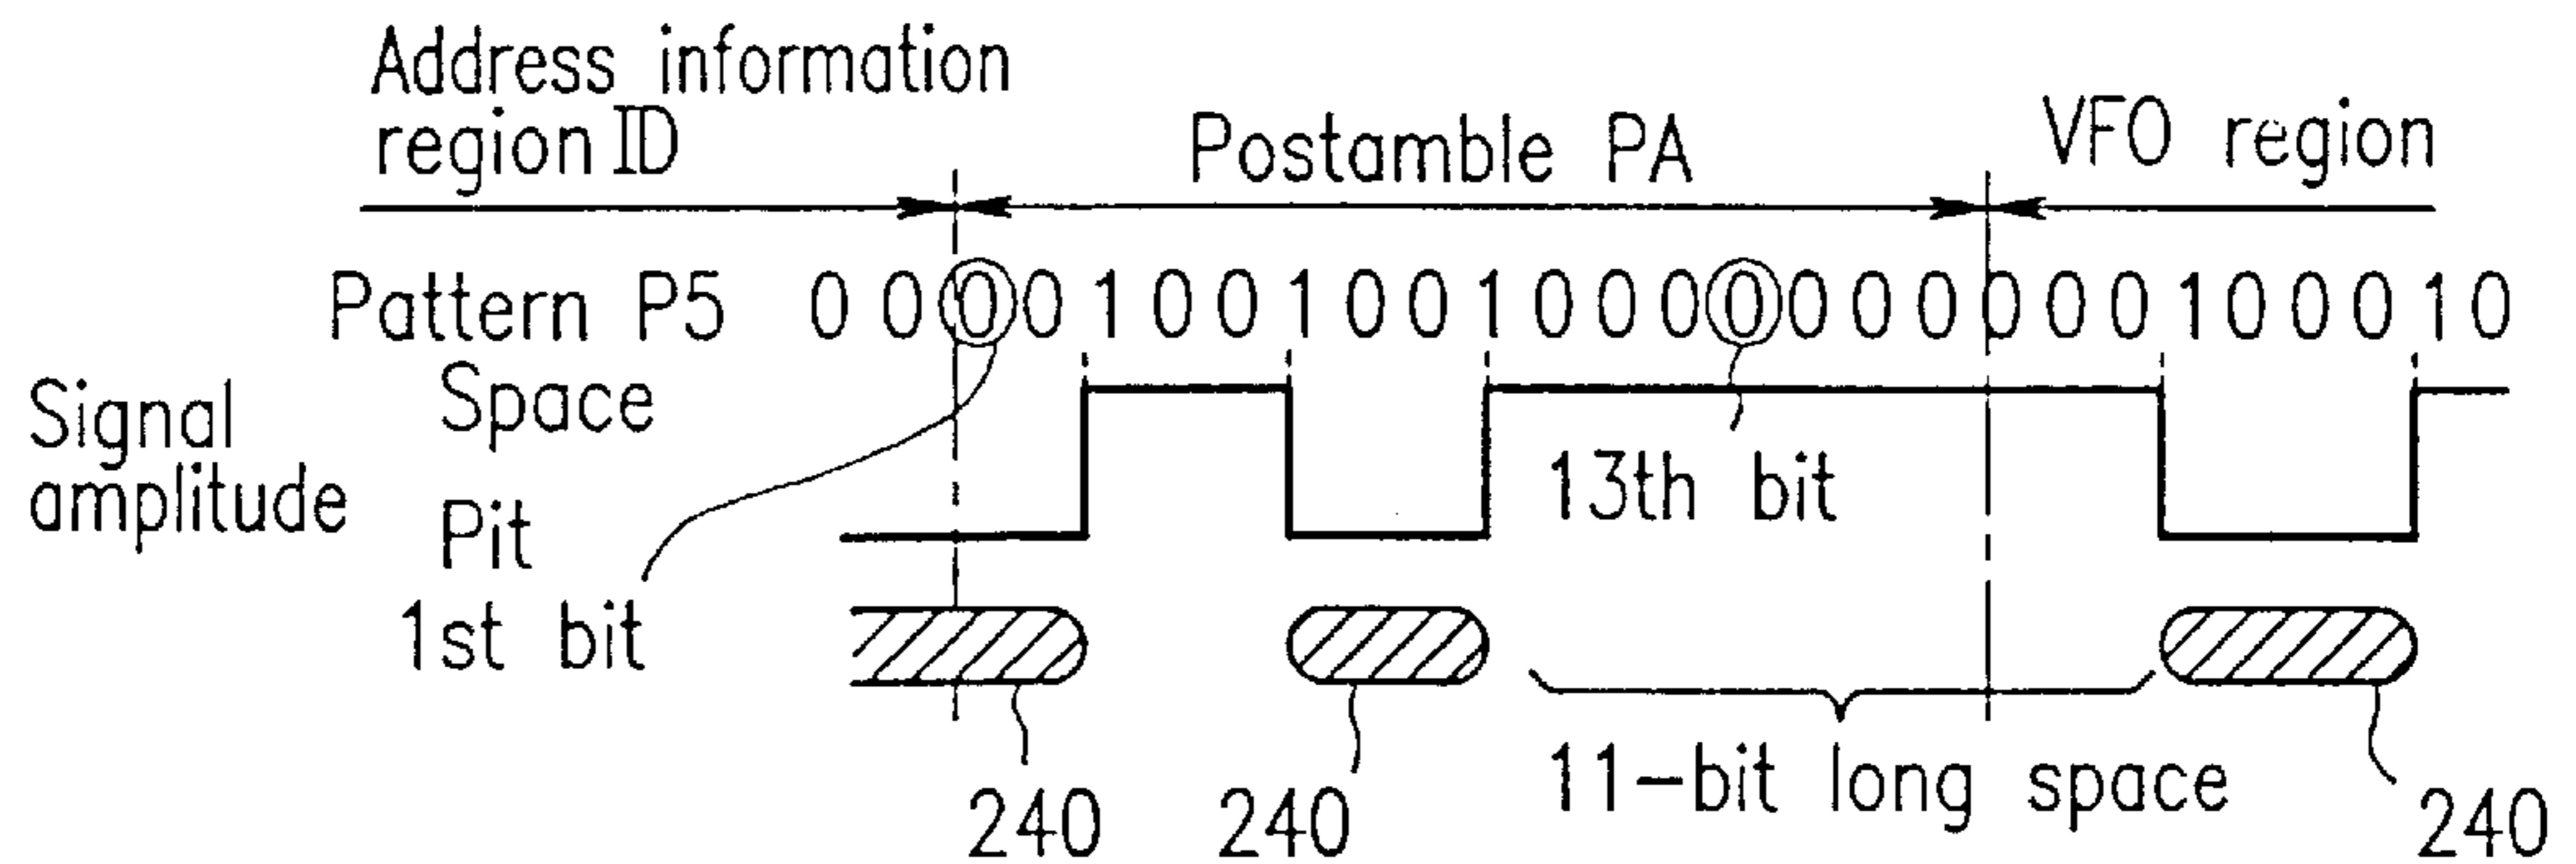 Address information
region ID
Postamble PA
VFO region
Pattern P5 0 0 0 0 1 0 0 1 0 0 1 0 0 0 0 0 0 0 0 0 0 1 0 0 0 1 0
Space
Signal
amplitude
Pit
13th bit
1st bit
11-bit long space
240
240
240